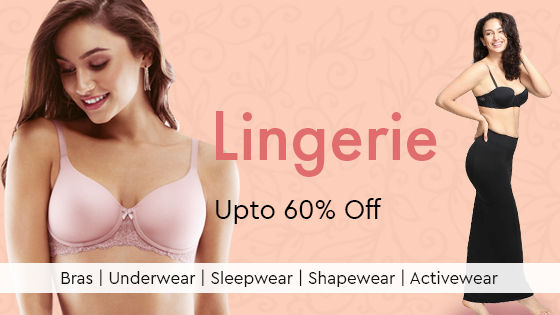 Lingerie
Upto 60% Off
Bras | Underwear | Sleepwear | Shapewear | Activewear